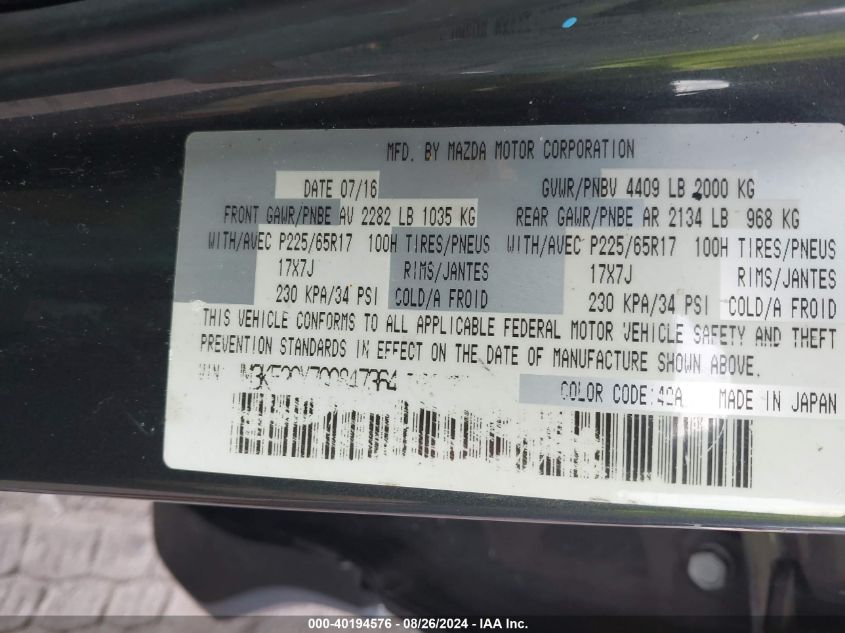 MFD. BY MAZDA MOTOR CORPORATION
DATE 07/16 GVWR/PNBV 4409 LB 2000 KG
FRONT GAWR/PNBE AV 2282 LB 1035 KG REAR GAWR/PNBE AR 2134 LB 968 KG
WITH/AVEC P225/65R17 100H TIRES/PNEUS WITH/AVEC P225/65R17 100H TIRES/PNEUS
17X7J RIMS/JANTES 17X7J RIMS/JANTES
230 KPA/34 PSI COLD/A FROID 230 KPA/34 PSI COLD/A FROID
THIS VEHICLE CONFORMS TO ALL APPLICABLE FEDERAL MOTOR VEHICLE SAFETY AND THEFT
PREVENTION STANDARDS IN EFFECT ON THE DATE OF MANUFACTURE SHOWN ABOVE.
COLOR CODE:42A MADE IN JAPAN
000-40194576 - 08/26/2024 - IAA Inc.